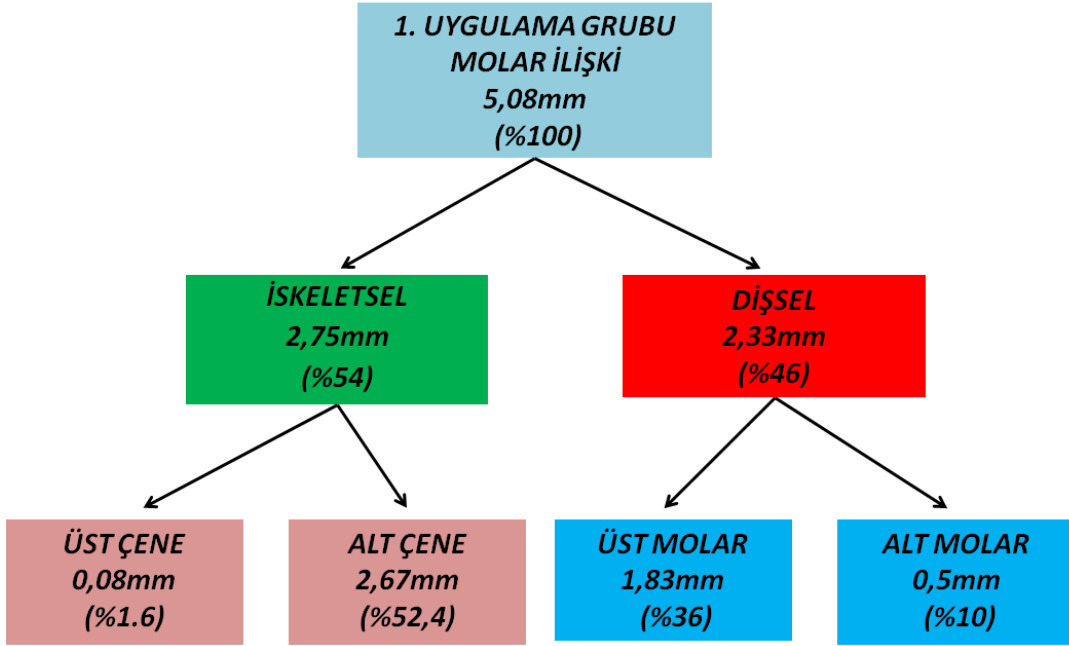 1. UYGULAMA GRUBU
MOLAR İLİŞKİ
5,08mm
(%100)
İSKELETSEL
2,75mm
(%54)
DİŞSEL
2,33mm
(%46)
ÜST ÇENE
0,08mm
(%1.6)
ALT ÇENE
2,67mm
(%52,4)
ÜST MOLAR
1,83mm
(%36)
ALT MOLAR
0,5mm
(%10)